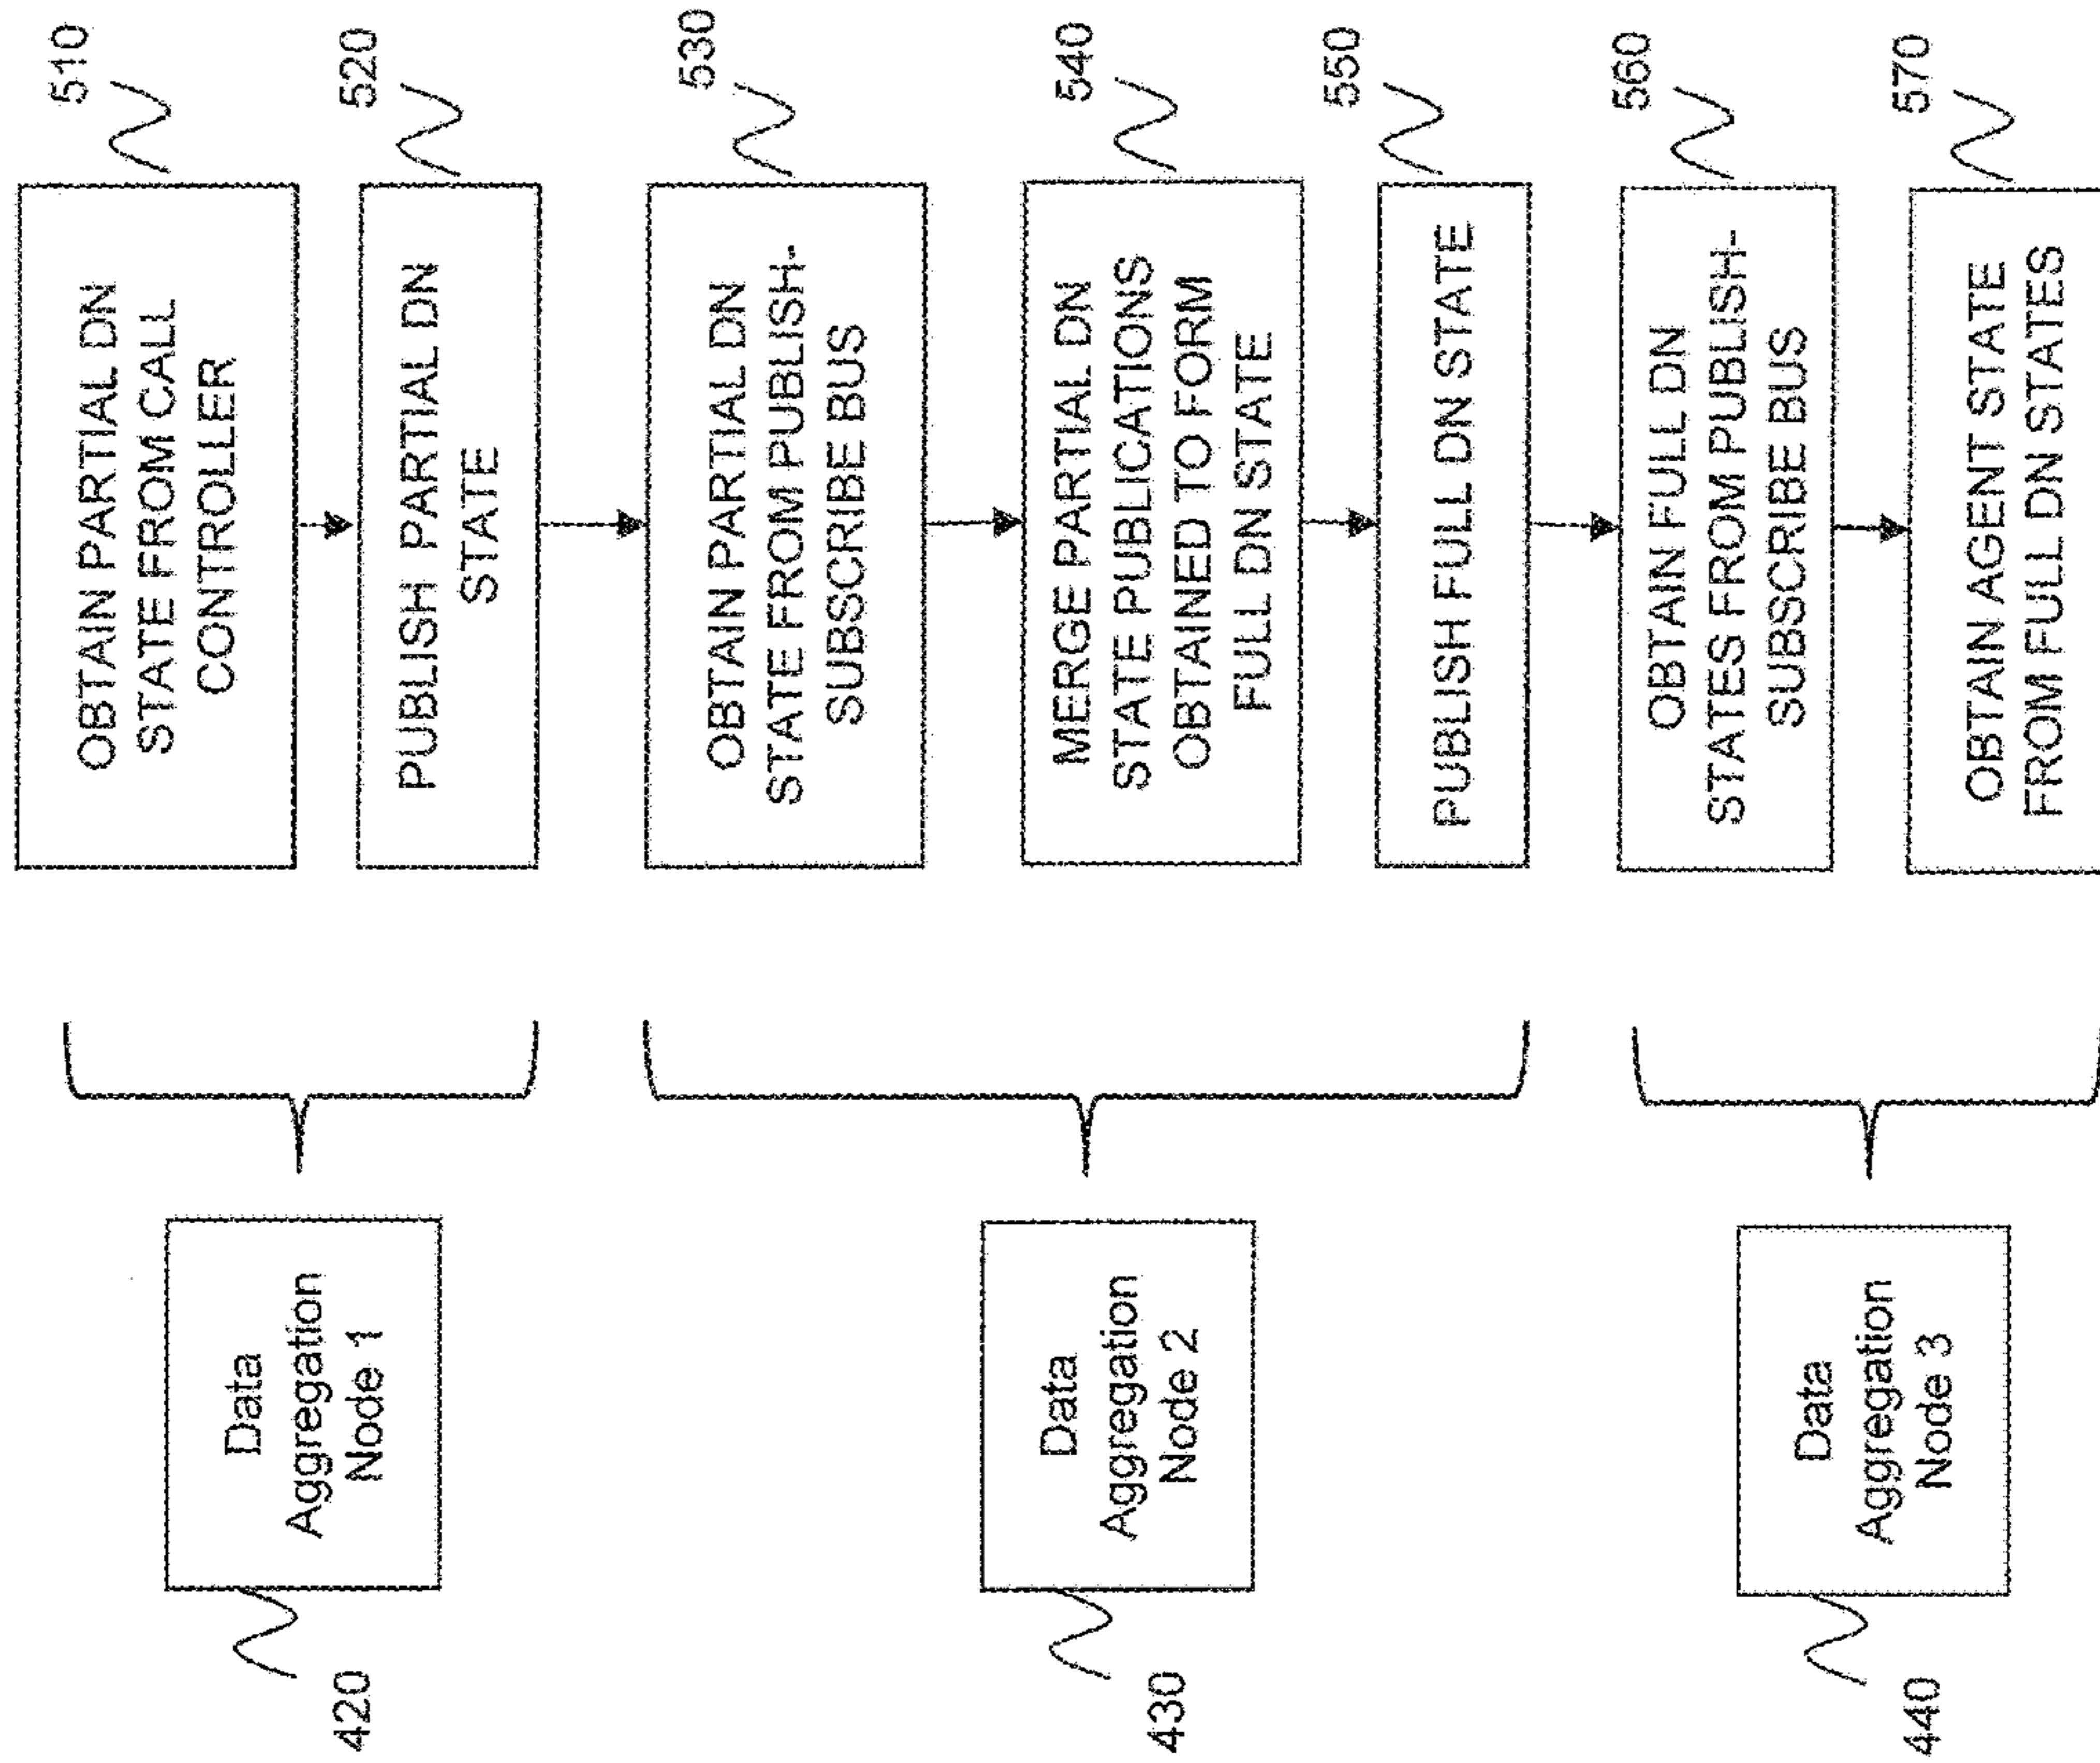 510
OBTAIN PARTIAL DN
STATE FROM CALL
CONTROLLER
520
PUBLISH PARTIAL DN
STATE
530
OBTAIN PARTIAL DN
STATE FROM PUBLISH-
SUBSCRIBE BUS
540
MERGE PARTIAL DN
STATE PUBLICATIONS
OBTAINED TO FORM
FULL DN STATE
550
PUBLISH FULL DN STATE
560
OBTAIN FULL DN
STATES FROM PUBLISH-
SUBSCRIBE BUS
570
OBTAIN AGENT STATE
FROM FULL DN STATES
Data
Aggregation
Node 1
420
Data
Aggregation
Node 2
430
Data
Aggregation
Node 3
440